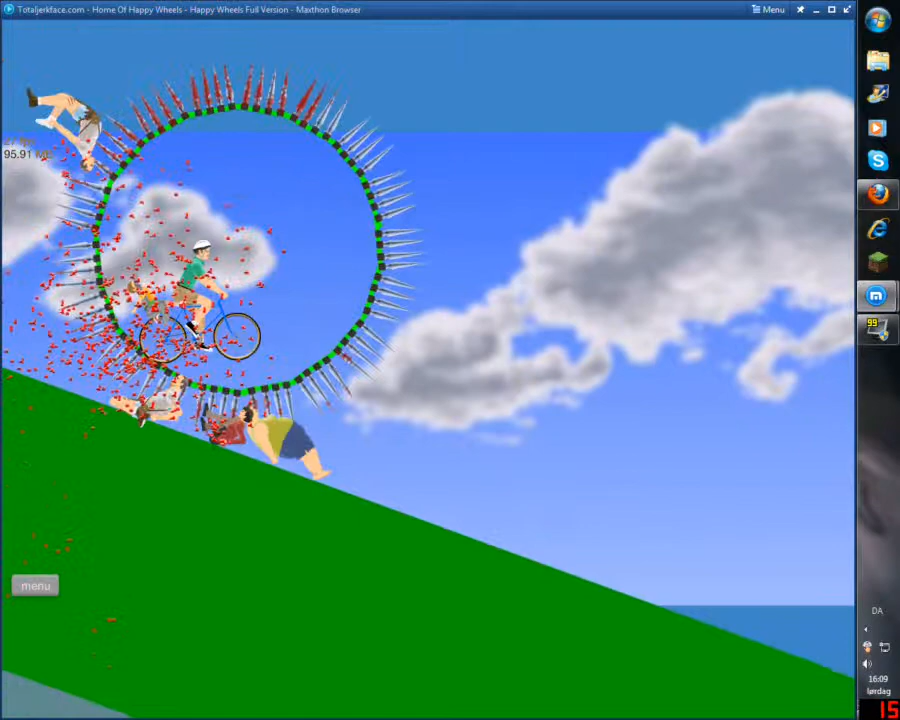 Totaljerkface.com - Home Of Happy Wheels - Happy Wheels Full Version - Maxthon Browser
Menu
95.91 M
99
menu
DA
16:09
lørdag
15